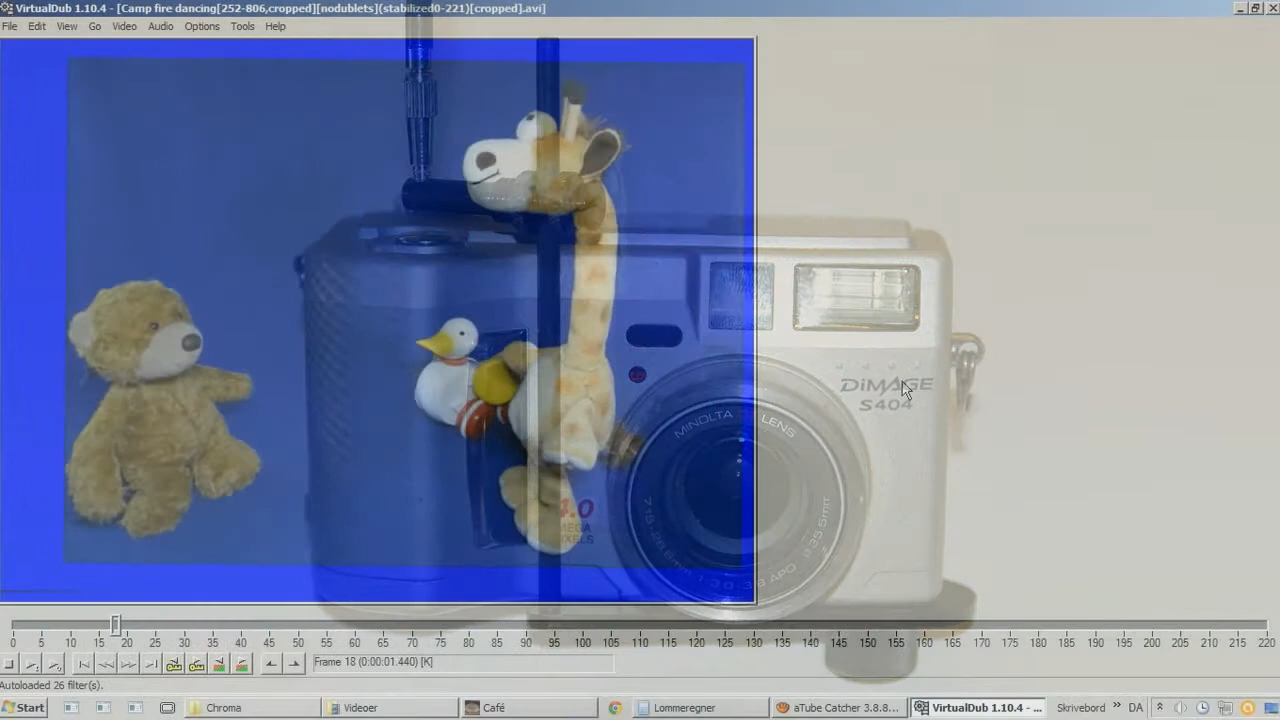 VirtualDub 1.10.4 - [Camp fire dancing[252-806,cropped][nodublets](stabilized0-221)[cropped].avi]
File Edit View Go Video Audio Options Tools Help
DiMAGE
S404
MINOLTA LENS
4.0
MEGA
PIXELS
0 5 10 15 20 25 30 35 40 45 50 55 60 65 70 75 80 85 90 95 100 105 110 115 120 125 130 135 140 145 150 155 160 165 170 175 180 185 190 195 200 205 210 215 220
Frame 18 (0:00:01.440) [K]
Autoloaded 26 filter(s).
Start Chroma Videoer Café Lommeregner aTube Catcher 3.8.8... VirtualDub 1.10.4 - ... Skrivebord » DA